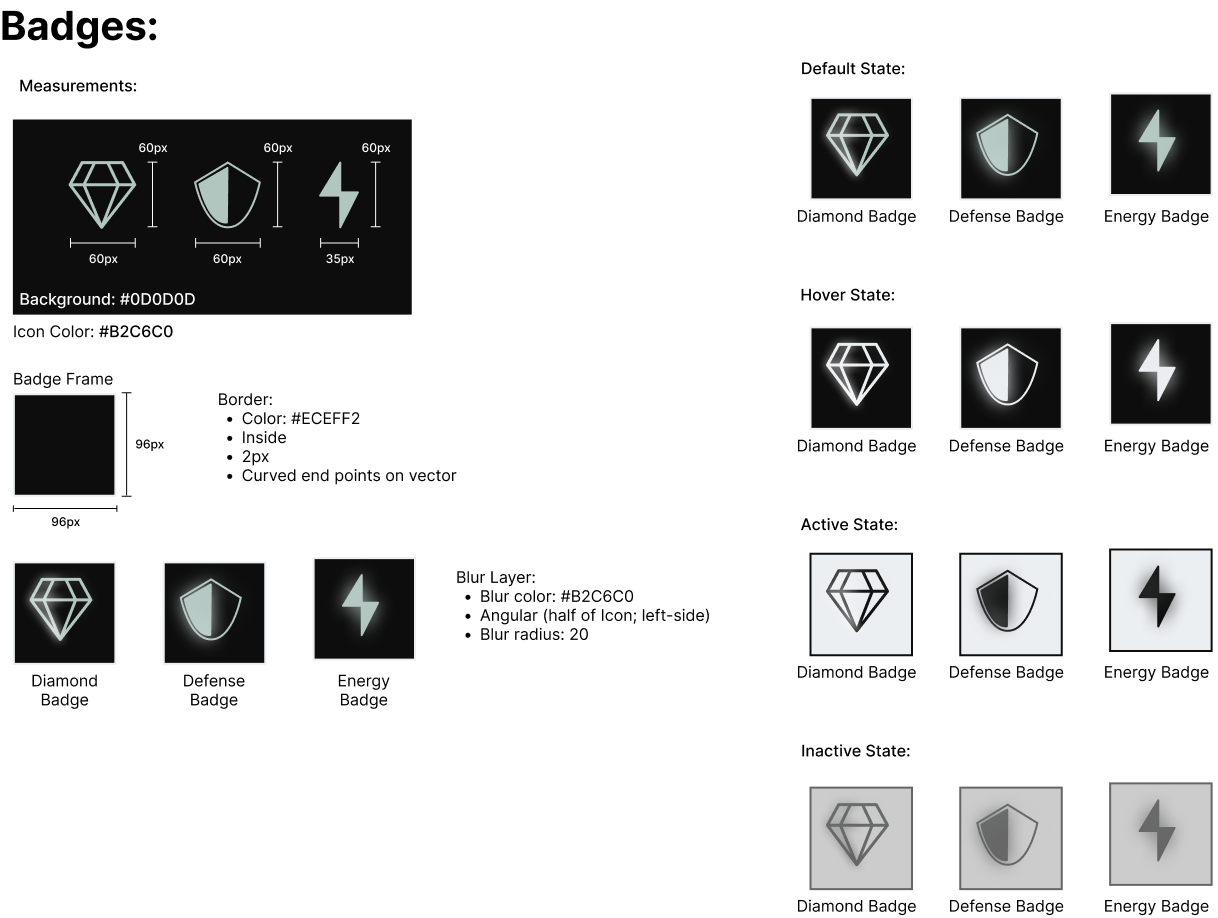 Badges:
Measurements:
60px
60px
60px
60px
60px
35px
Background: #0D0D0D
Icon Color: #B2C6C0
Badge Frame
96px
96px
Border:
• Color: #ECEFF2
• Inside
• 2px
• Curved end points on vector
Diamond
Badge
Defense
Badge
Energy
Badge
Blur Layer:
• Blur color: #B2C6C0
• Angular (half of Icon; left-side)
• Blur radius: 20
Default State:
Diamond Badge
Defense Badge
Energy Badge
Hover State:
Diamond Badge
Defense Badge
Energy Badge
Active State:
Diamond Badge
Defense Badge
Energy Badge
Inactive State:
Diamond Badge
Defense Badge
Energy Badge